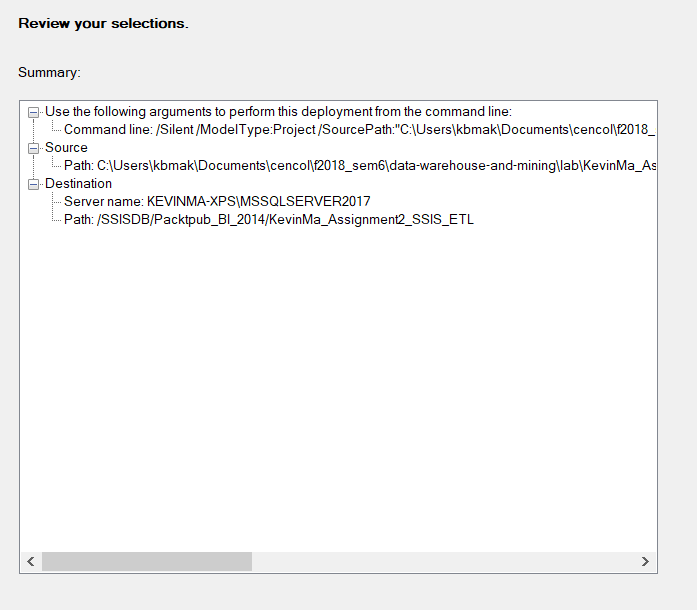 Review your selections.
Summary:
Use the following arguments to perform this deployment from the command line:
Command line: /Silent /ModelType:Project /SourcePath:"C:\Users\kbmak\Documents\cencol\f2018_
Source
Path: C:\Users\kbmak\Documents\cencol\f2018_sem6\data-warehouse-and-mining\lab\KevinMa_As
Destination
Server name: KEVINMA-XPS\MSSQLSERVER2017
Path: /SSISDB/Packtpub_BI_2014/KevinMa_Assignment2_SSIS_ETL